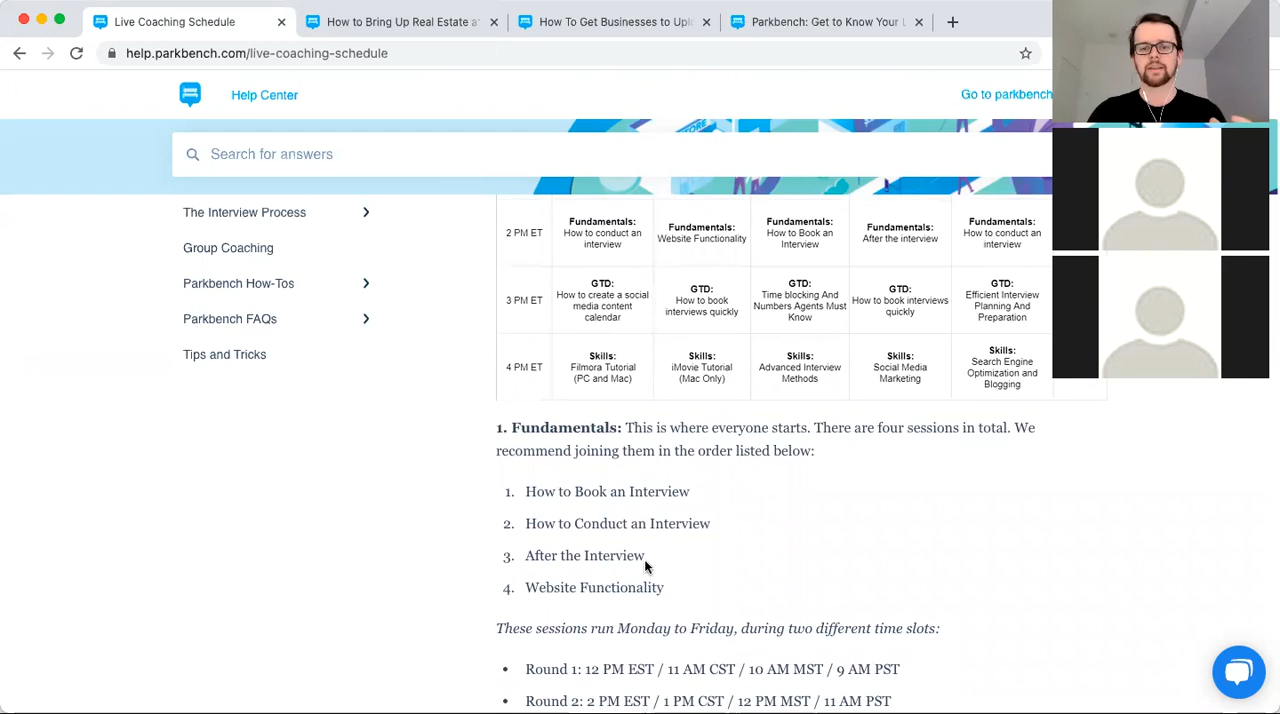 Live Coaching Schedule
How to Bring Up Real Estate at
How To Get Businesses to Uplo
Parkbench: Get to Know Your L
help.parkbench.com/live-coaching-schedule
Help Center
Go to parkbench
Search for answers
The Interview Process
Group Coaching
Parkbench How-Tos
Parkbench FAQs
Tips and Tricks
2 PM ET
Fundamentals:
How to conduct an
interview
Fundamentals:
Website Functionality
Fundamentals:
How to Book an
Interview
Fundamentals:
After the interview
Fundamentals:
How to conduct an
interview
3 PM ET
GTD:
How to create a social
media content
calendar
GTD:
How to book
interviews quickly
GTD:
Time blocking And
Numbers Agents Must
Know
GTD:
How to book interviews
quickly
GTD:
Efficient Interview
Planning And
Preparation
4 PM ET
Skills:
Filmora Tutorial
(PC and Mac)
Skills:
iMovie Tutorial
(Mac Only)
Skills:
Advanced Interview
Methods
Skills:
Social Media
Marketing
Skills:
Search Engine
Optimization and
Blogging
1. Fundamentals: This is where everyone starts. There are four sessions in total. We
recommend joining them in the order listed below:
1. How to Book an Interview
2. How to Conduct an Interview
3. After the Interview
4. Website Functionality
These sessions run Monday to Friday, during two different time slots:
• Round 1: 12 PM EST / 11 AM CST / 10 AM MST / 9 AM PST
• Round 2: 2 PM EST / 1 PM CST / 12 PM MST / 11 AM PST